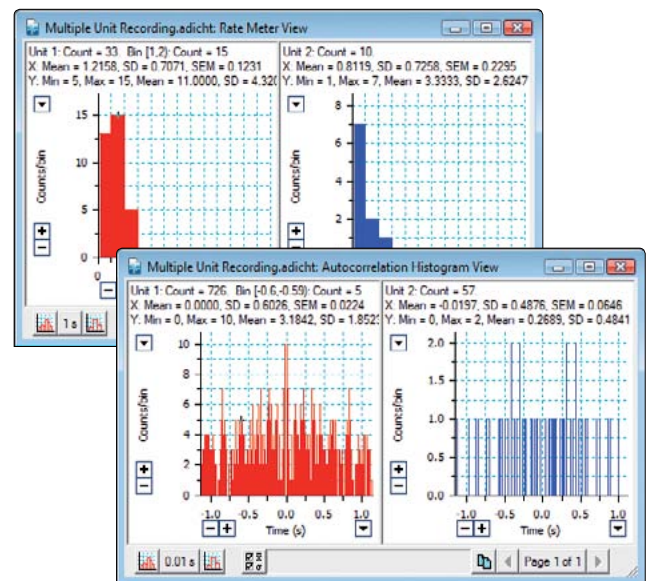 Multiple Unit Recording.adicht: Rate Meter View
Unit 1: Count = 33. Bin [1,2): Count = 15
X: Mean = 1.2158, SD = 0.7071, SEM = 0.1231
Y: Min = 5, Max = 15, Mean = 11.0000, SD = 4.320
15
10
5
0
Counts/bin
+
−
0
−
1 s
Unit 2: Count = 10.
X: Mean = 0.8119, SD = 0.7258, SEM = 0.2295
Y: Min = 1, Max = 7, Mean = 3.3333, SD = 2.6247
8
6
4
2
Counts/bin
+
−
Multiple Unit Recording.adicht: Autocorrelation Histogram View
Unit 1: Count = 726. Bin [-0.6,-0.59): Count = 5
X: Mean = 0.0000, SD = 0.6026, SEM = 0.0224
Y: Min = 0, Max = 10, Mean = 3.1842, SD = 1.852
10
8
6
4
2
0
Counts/bin
+
−
-1.0 -0.5 0.0 0.5 1.0
− + Time (s)
Unit 2: Count = 57.
X: Mean = -0.0197, SD = 0.4876, SEM = 0.0646
Y: Min = 0, Max = 2, Mean = 0.2689, SD = 0.4841
2.0
1.5
1.0
0.5
0.0
Counts/bin
+
−
-1.0 -0.5 0.0 0.5 1.0
− + Time (s)
0.01 s
Page 1 of 1